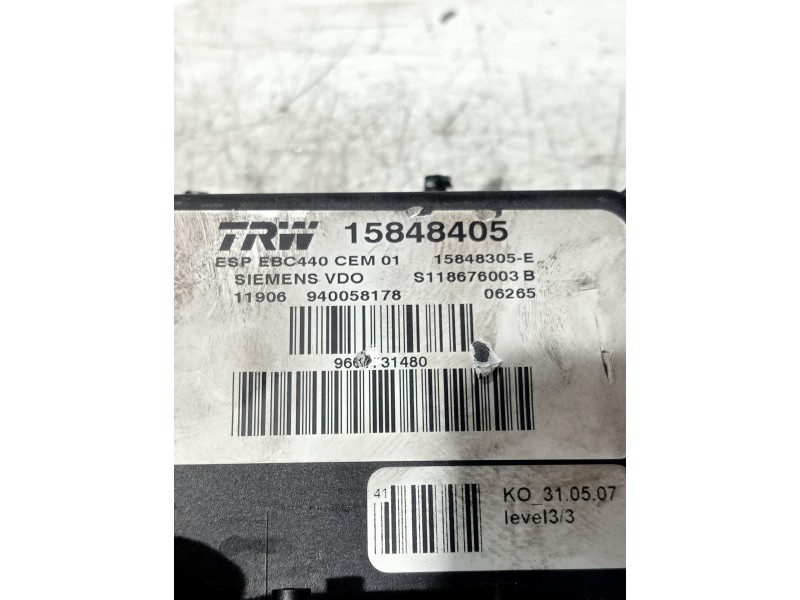 TRW 15848405
ESP EBC440 CEM 01 15848305-E
SIEMENS VDO S118676003 B
11906 940058178 06265
31480
41
KO_31.05.07
level3/3